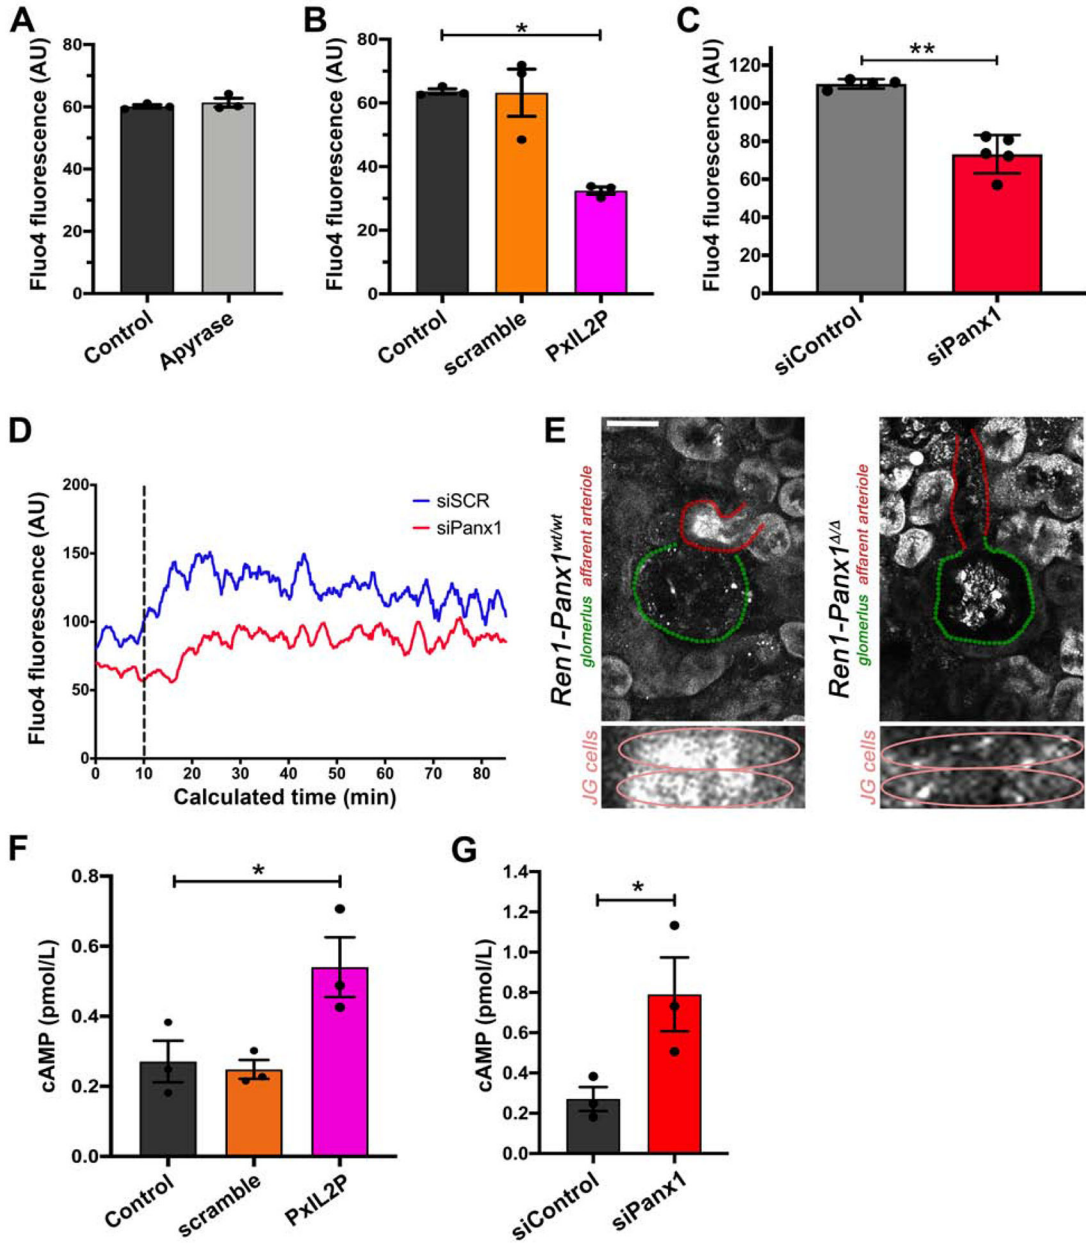 A
Fluo4 fluorescence (AU)
80
60
40
20
0
Control
Apyrase
B
Fluo4 fluorescence (AU)
80
60
40
20
0
*
Control
scramble
PxIL2P
C
Fluo4 fluorescence (AU)
120
100
80
60
40
20
0
**
siControl
siPanx1
D
Fluo4 fluorescence (AU)
200
150
100
50
0
siSCR
siPanx1
0 10 20 30 40 50 60 70 80
Calculated time (min)
E
Ren1-Panx1wt/wt
glomerlus affarent arteriole
JG cells
Ren1-Panx1Δ/Δ
glomerlus affarent arteriole
JG cells
F
cAMP (pmol/L)
0.8
0.6
0.4
0.2
0.0
*
Control
scramble
PxIL2P
G
cAMP (pmol/L)
1.4
1.2
1.0
0.8
0.6
0.4
0.2
0.0
*
siControl
siPanx1